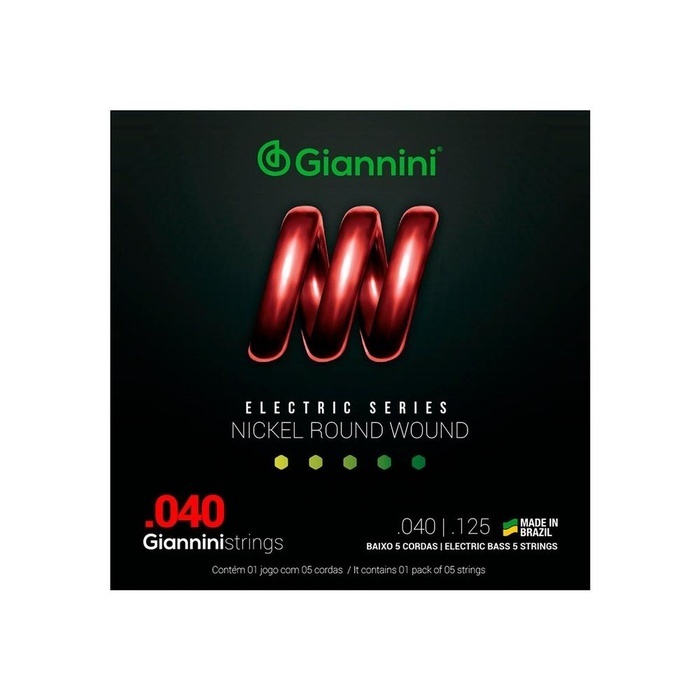 Giannini®
ELECTRIC SERIES
NICKEL ROUND WOUND
.040
Gianninistrings
.040 | .125
MADE IN
BRAZIL
BAIXO 5 CORDAS | ELECTRIC BASS 5 STRINGS
Contém 01 jogo com 05 cordas / It contains 01 pack of 05 strings